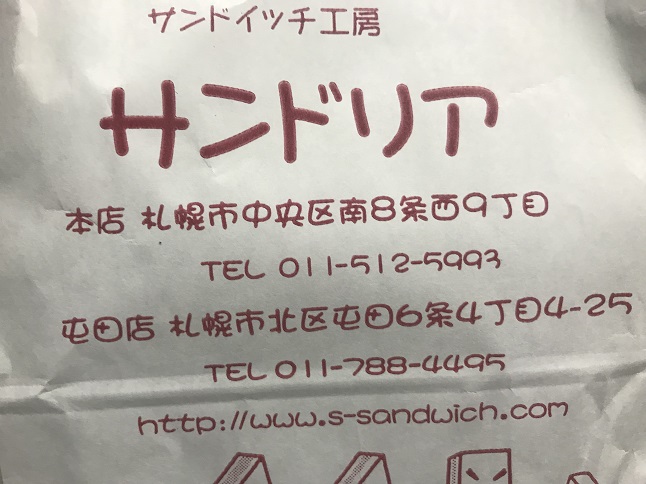 サンドイッチ工房
サンドリア
本店 札幌市中央区南8条西9丁目
TEL 011-512-5993
屯田店 札幌市北区屯田6条4丁目4-25
TEL 011-788-4495
http://www.s-sandwich.com